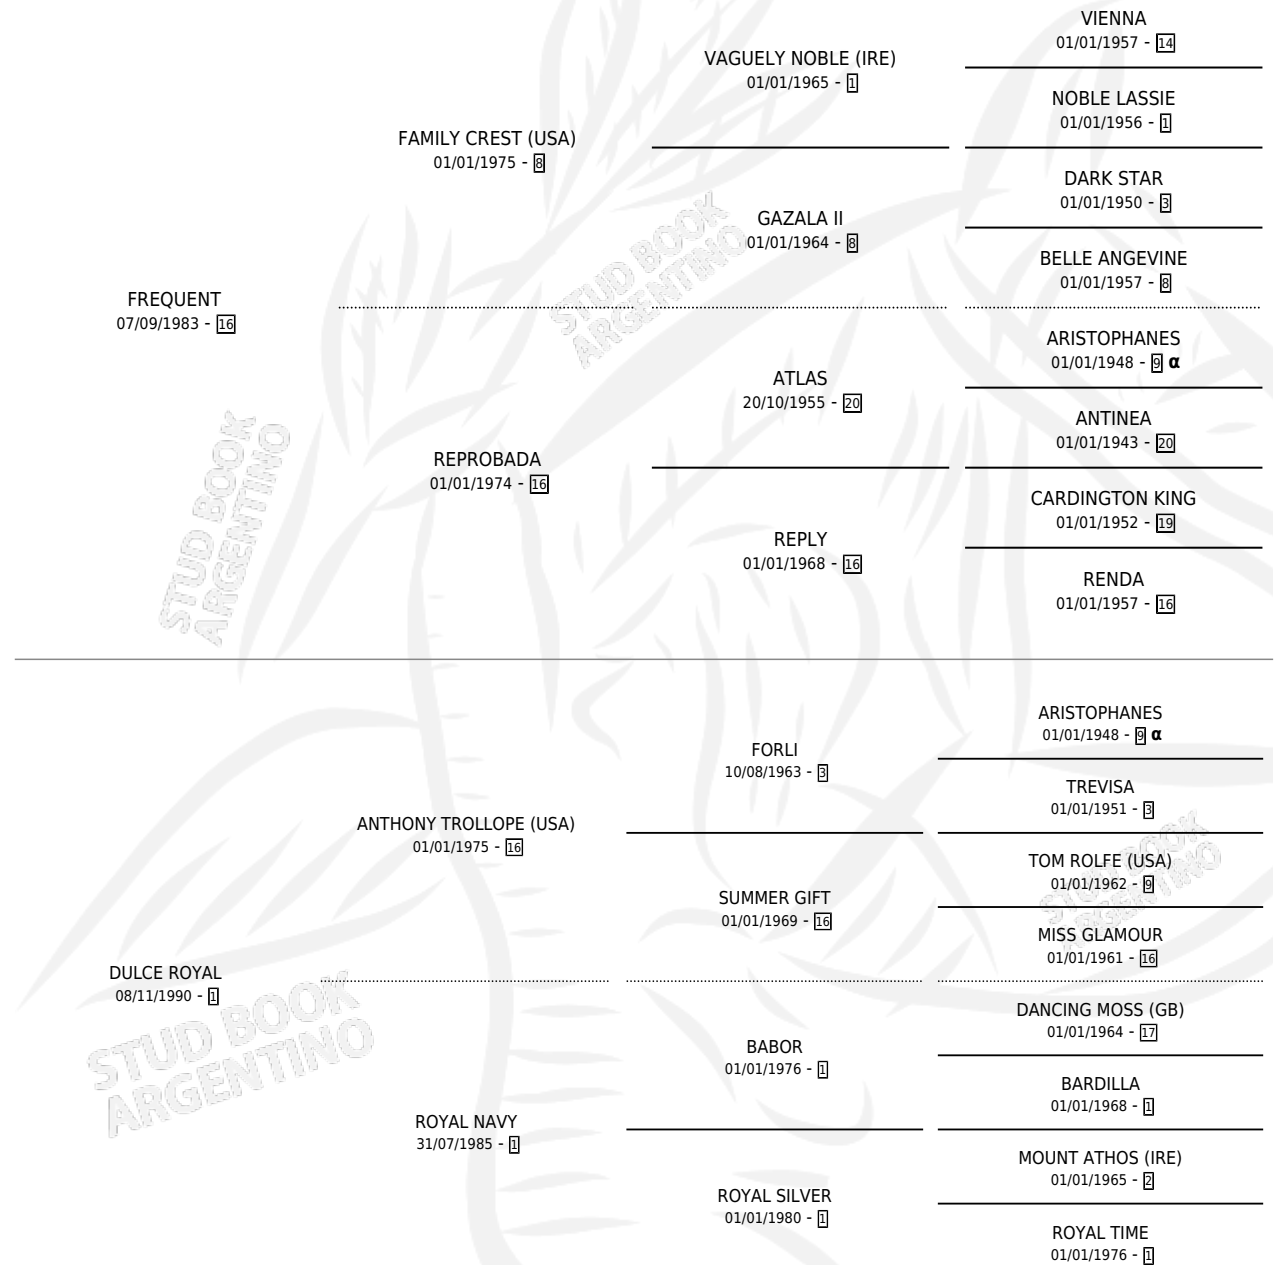 VIENNA
01/01/1957 - 14
VAGUELY NOBLE (IRE)
01/01/1965 - 1
NOBLE LASSIE
01/01/1956 - 1
FAMILY CREST (USA)
01/01/1975 - 8
DARK STAR
01/01/1950 - 3
GAZALA II
01/01/1964 - 8
BELLE ANGEVINE
01/01/1957 - 8
STUD BOOK
ARGENTINO
FREQUENT
07/09/1983 - 16
ARISTOPHANES
01/01/1948 - 9 α
ATLAS
20/10/1955 - 20
ANTINEA
01/01/1943 - 20
REPROBADA
01/01/1974 - 16
CARDINGTON KING
01/01/1952 - 19
REPLY
01/01/1968 - 16
RENDA
01/01/1957 - 16
STUD BOOK
ARGENTINO
ARISTOPHANES
01/01/1948 - 9 α
FORLI
10/08/1963 - 3
TREVISA
01/01/1951 - 3
ANTHONY TROLLOPE (USA)
01/01/1975 - 16
TOM ROLFE (USA)
01/01/1962 - 9
SUMMER GIFT
01/01/1969 - 16
MISS GLAMOUR
01/01/1961 - 16
STUD BOOK
ARGENTINO
DULCE ROYAL
08/11/1990 - 1
DANCING MOSS (GB)
01/01/1964 - 17
BABOR
01/01/1976 - 1
BARDILLA
01/01/1968 - 1
STUD BOOK
ARGENTINO
ROYAL NAVY
31/07/1985 - 1
MOUNT ATHOS (IRE)
01/01/1965 - 2
ROYAL SILVER
01/01/1980 - 1
ROYAL TIME
01/01/1976 - 1